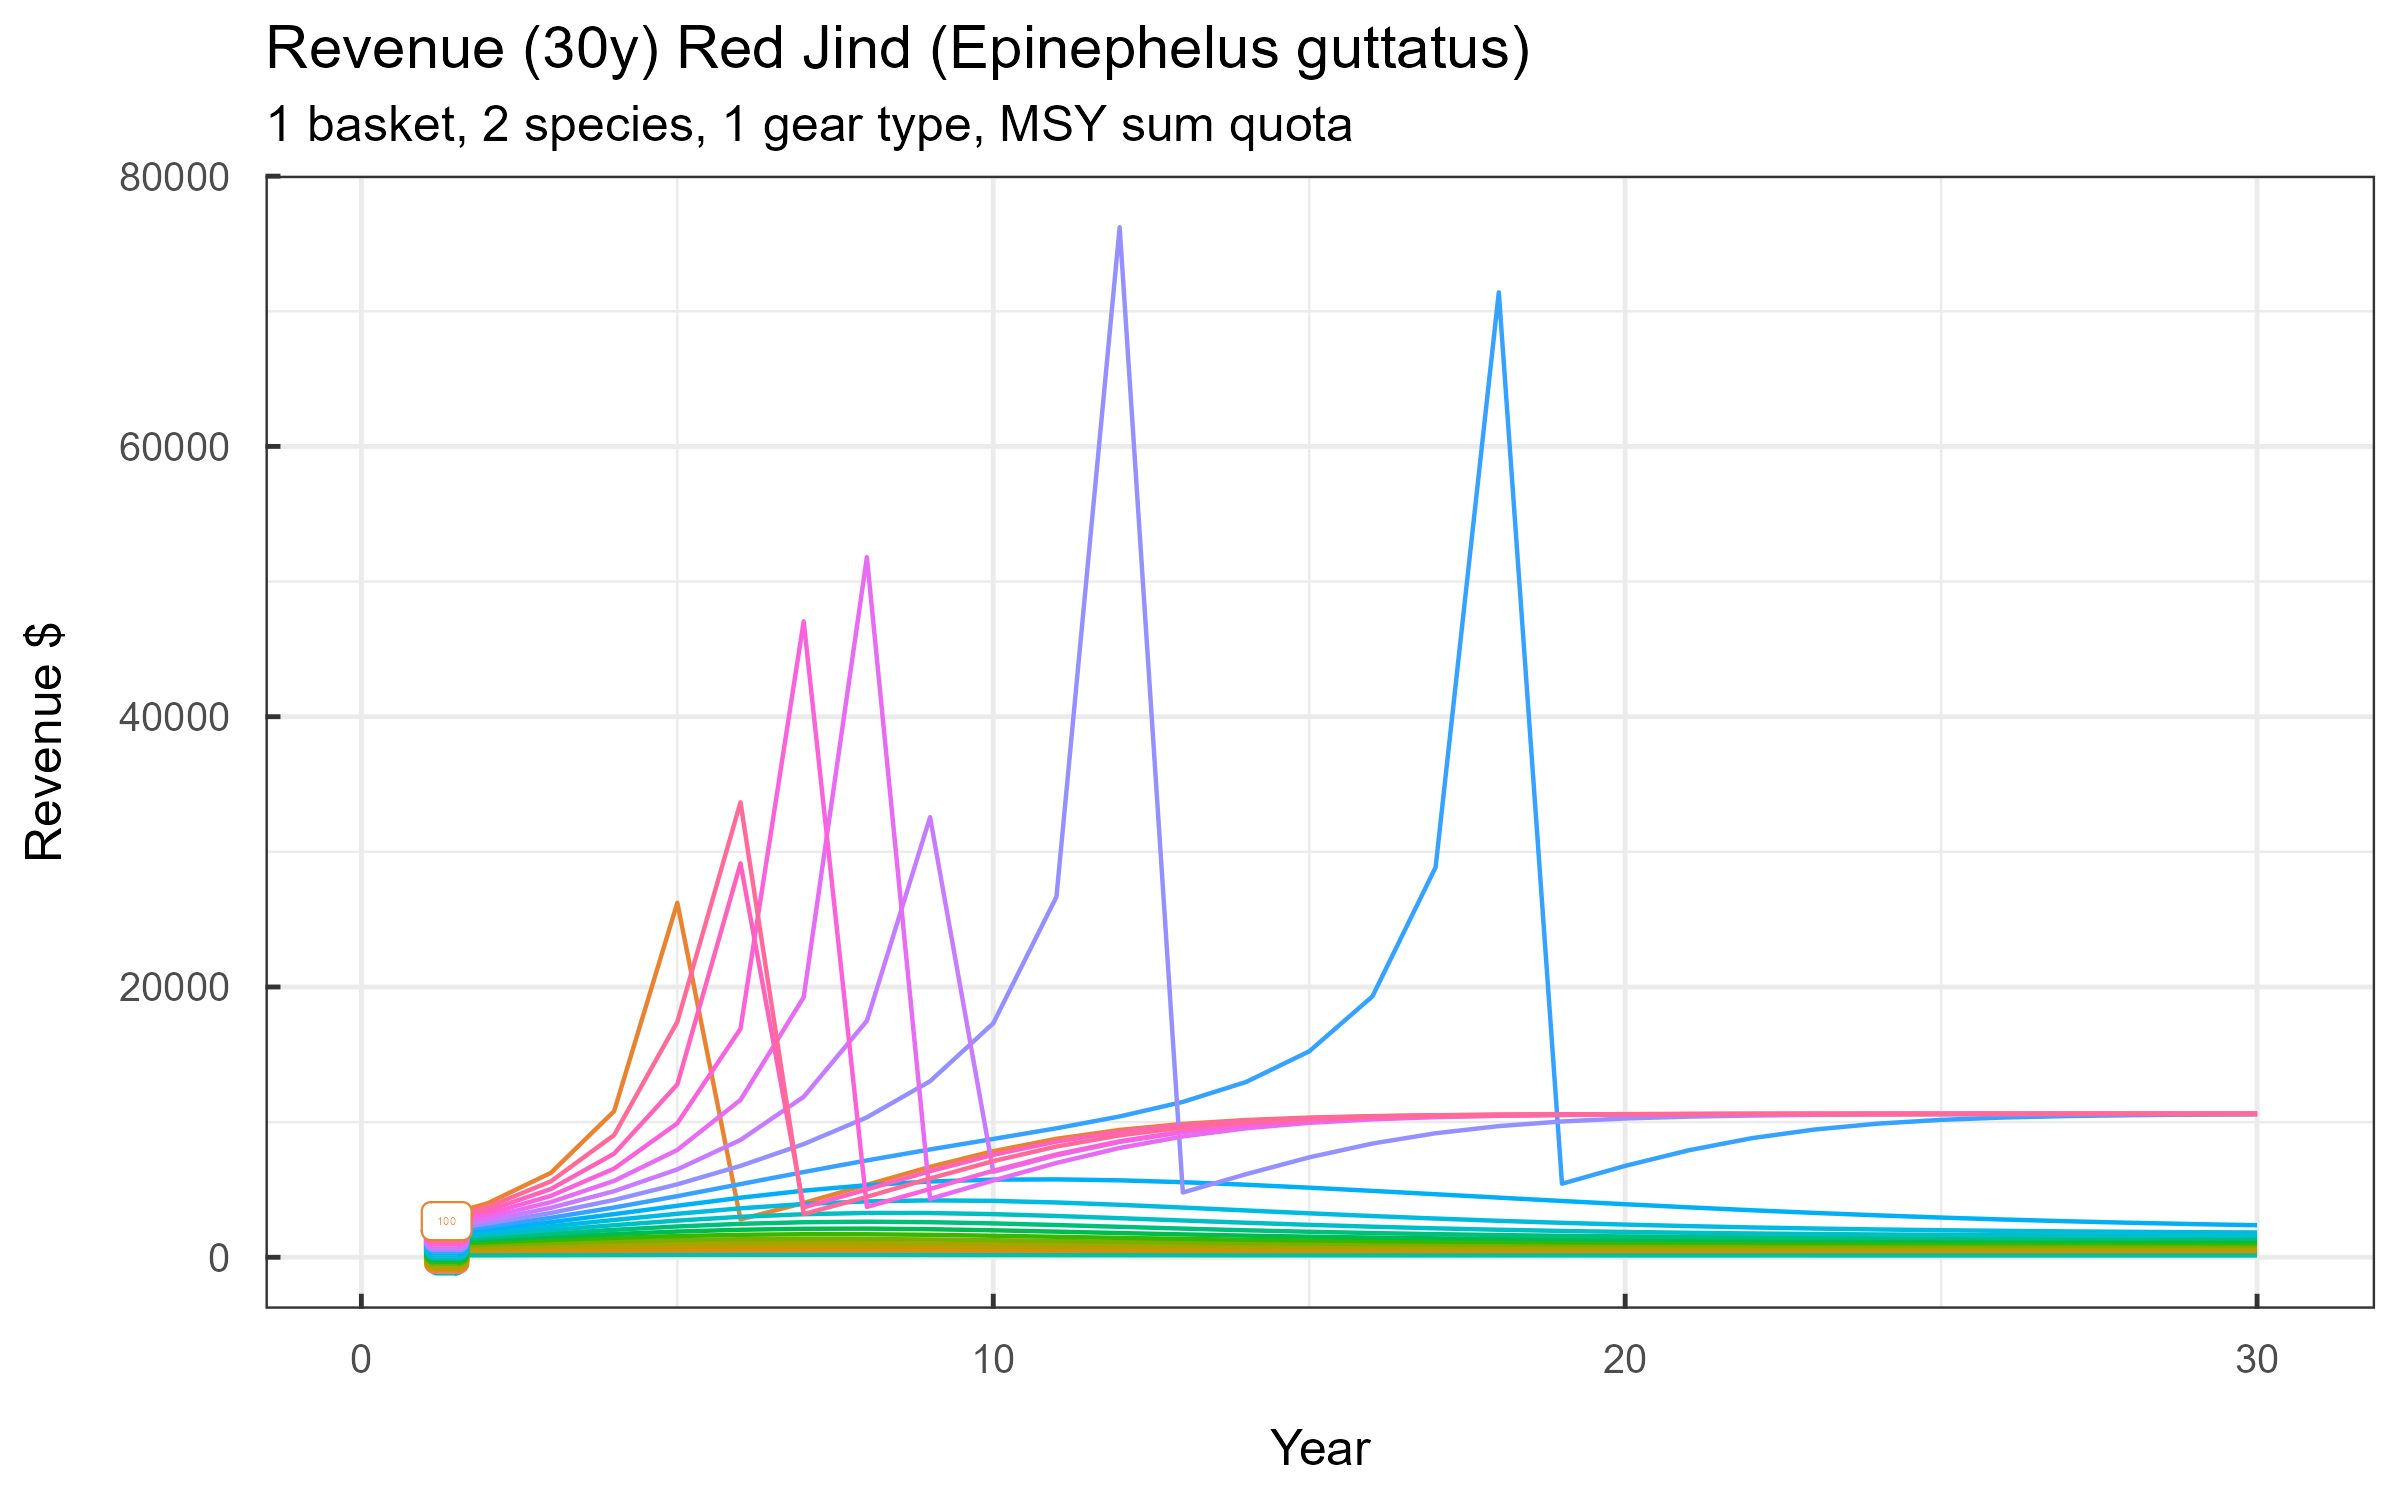 Revenue (30y) Red Jind (Epinephelus guttatus)
1 basket, 2 species, 1 gear type, MSY sum quota
80000
60000
40000
20000
0
Revenue $
100
0 10 20 30
Year